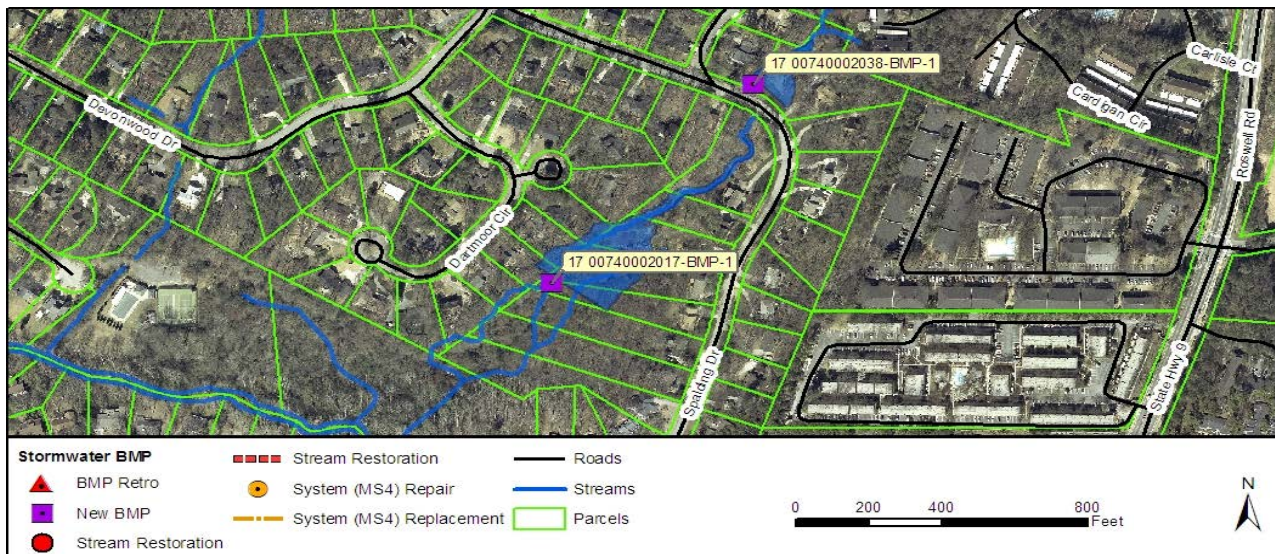 17 00740002038-BMP-1
Carlisle Ct
Cardigan Cir
Roswell Rd
Devonwood Dr
Dartmoor Cir
17 00740002017-BMP-1
Spaldng Dr
State Hwy 9
Stormwater BMP
BMP Retro
New BMP
Stream Restoration
Stream Restoration
System (MS4) Repair
System (MS4) Replacement
Roads
Streams
Parcels
0 200 400 800
Feet
N